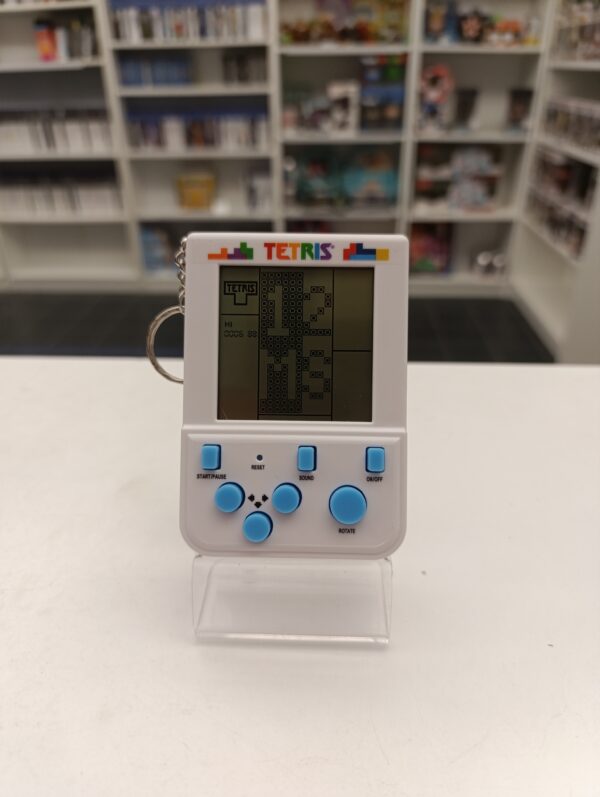 TETRIS
TETRIS
HI
START/PAUSE
RESET
SOUND
ON/OFF
ROTATE